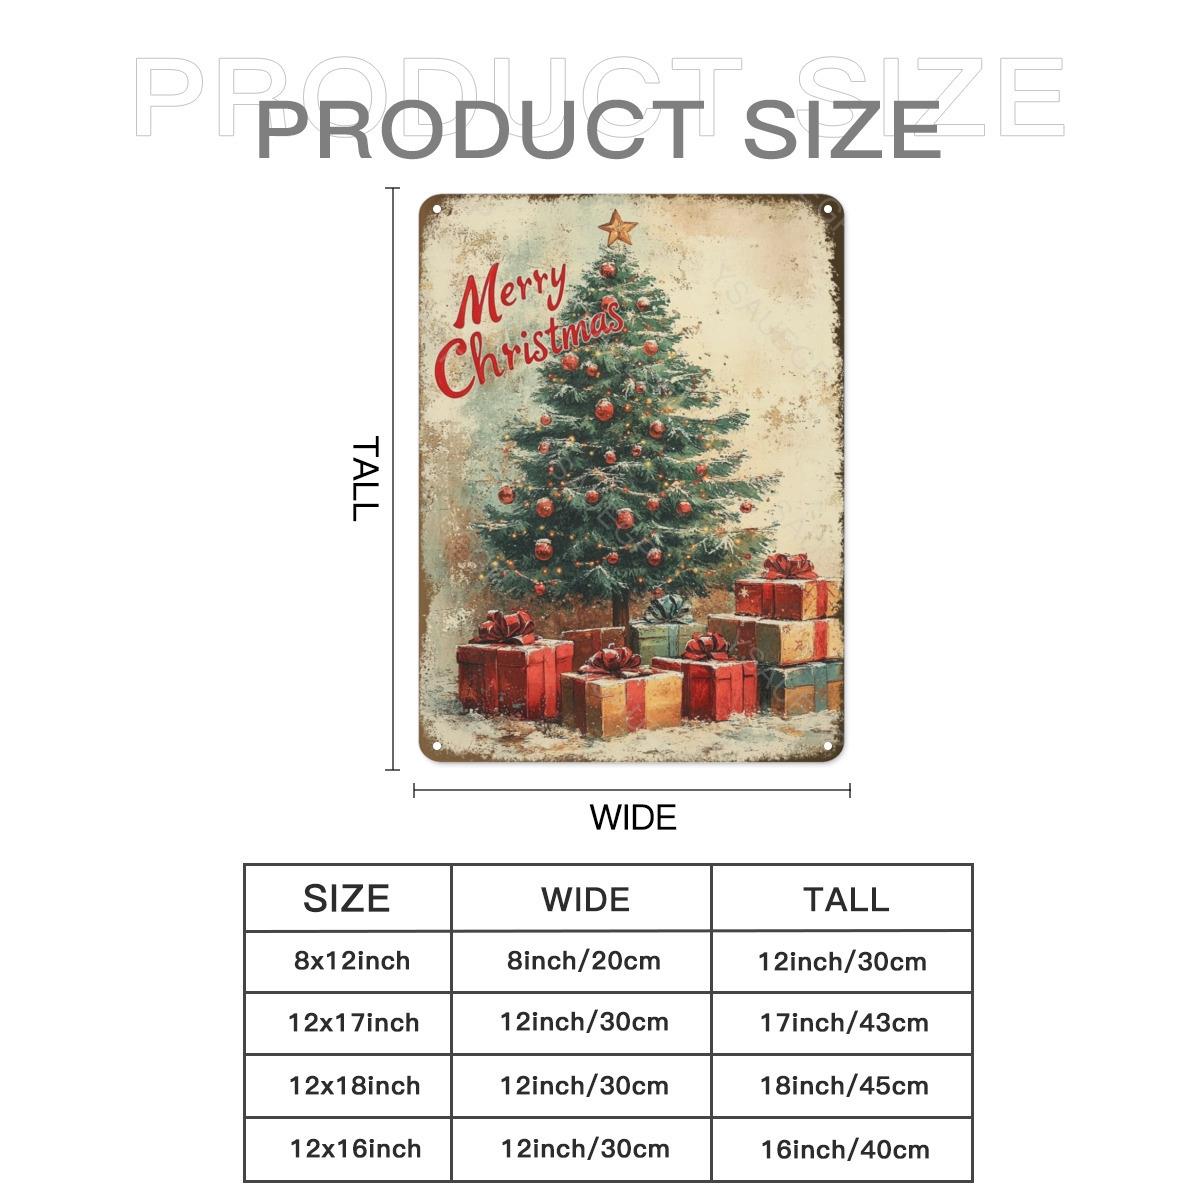 PRODUCT SIZE
PRODUCT SIZE
Merry
Christmas
TALL
WIDE
SIZE WIDE TALL
8x12inch 8inch/20cm 12inch/30cm
12x17inch 12inch/30cm 17inch/43cm
12x18inch 12inch/30cm 18inch/45cm
12x16inch 12inch/30cm 16inch/40cm